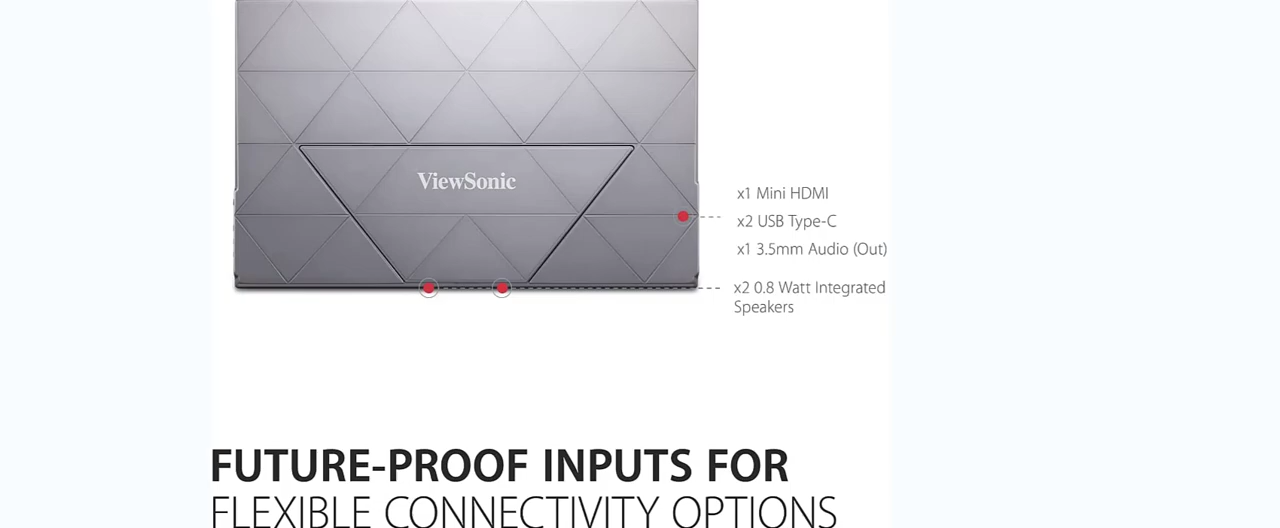 ViewSonic
x1 Mini HDMI
x2 USB Type-C
x1 3.5mm Audio (Out)
x2 0.8 Watt Integrated
Speakers
FUTURE-PROOF INPUTS FOR
FLEXIBLE CONNECTIVITY OPTIONS